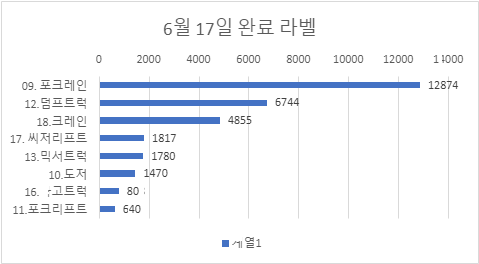 6월 17일 완료 라벨
0 2000 4000 6000 8000 10000 12000 14000
09. 포크레인 12874
12.덤프트럭 6744
18.크레인 4855
17. 씨저리프트 1817
13.믹서트럭 1780
10.도저 1470
16. 80
11.포크리프트 640